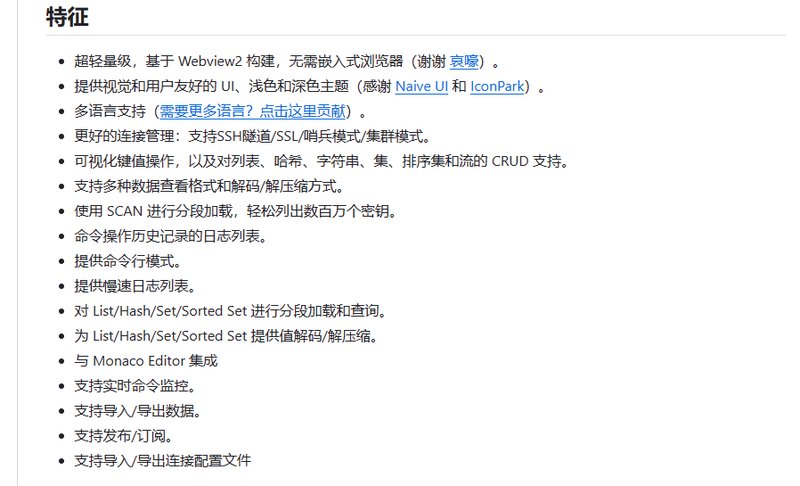 特征
超轻量级，基于 Webview2 构建，无需嵌入式浏览器（谢谢 哀嚎）。
提供视觉和用户友好的 UI、浅色和深色主题（感谢 Naive UI 和 IconPark）。
多语言支持（需要更多语言？点击这里贡献）。
更好的连接管理：支持SSH隧道/SSL/哨兵模式/集群模式。
可视化键值操作，以及对列表、哈希、字符串、集、排序集和流的 CRUD 支持。
支持多种数据查看格式和解码/解压缩方式。
使用 SCAN 进行分段加载，轻松列出数百万个密钥。
命令操作历史记录的日志列表。
提供命令行模式。
提供慢速日志列表。
对 List/Hash/Set/Sorted Set 进行分段加载和查询。
为 List/Hash/Set/Sorted Set 提供值解码/解压缩。
与 Monaco Editor 集成
支持实时命令监控。
支持导入/导出数据。
支持发布/订阅。
支持导入/导出连接配置文件